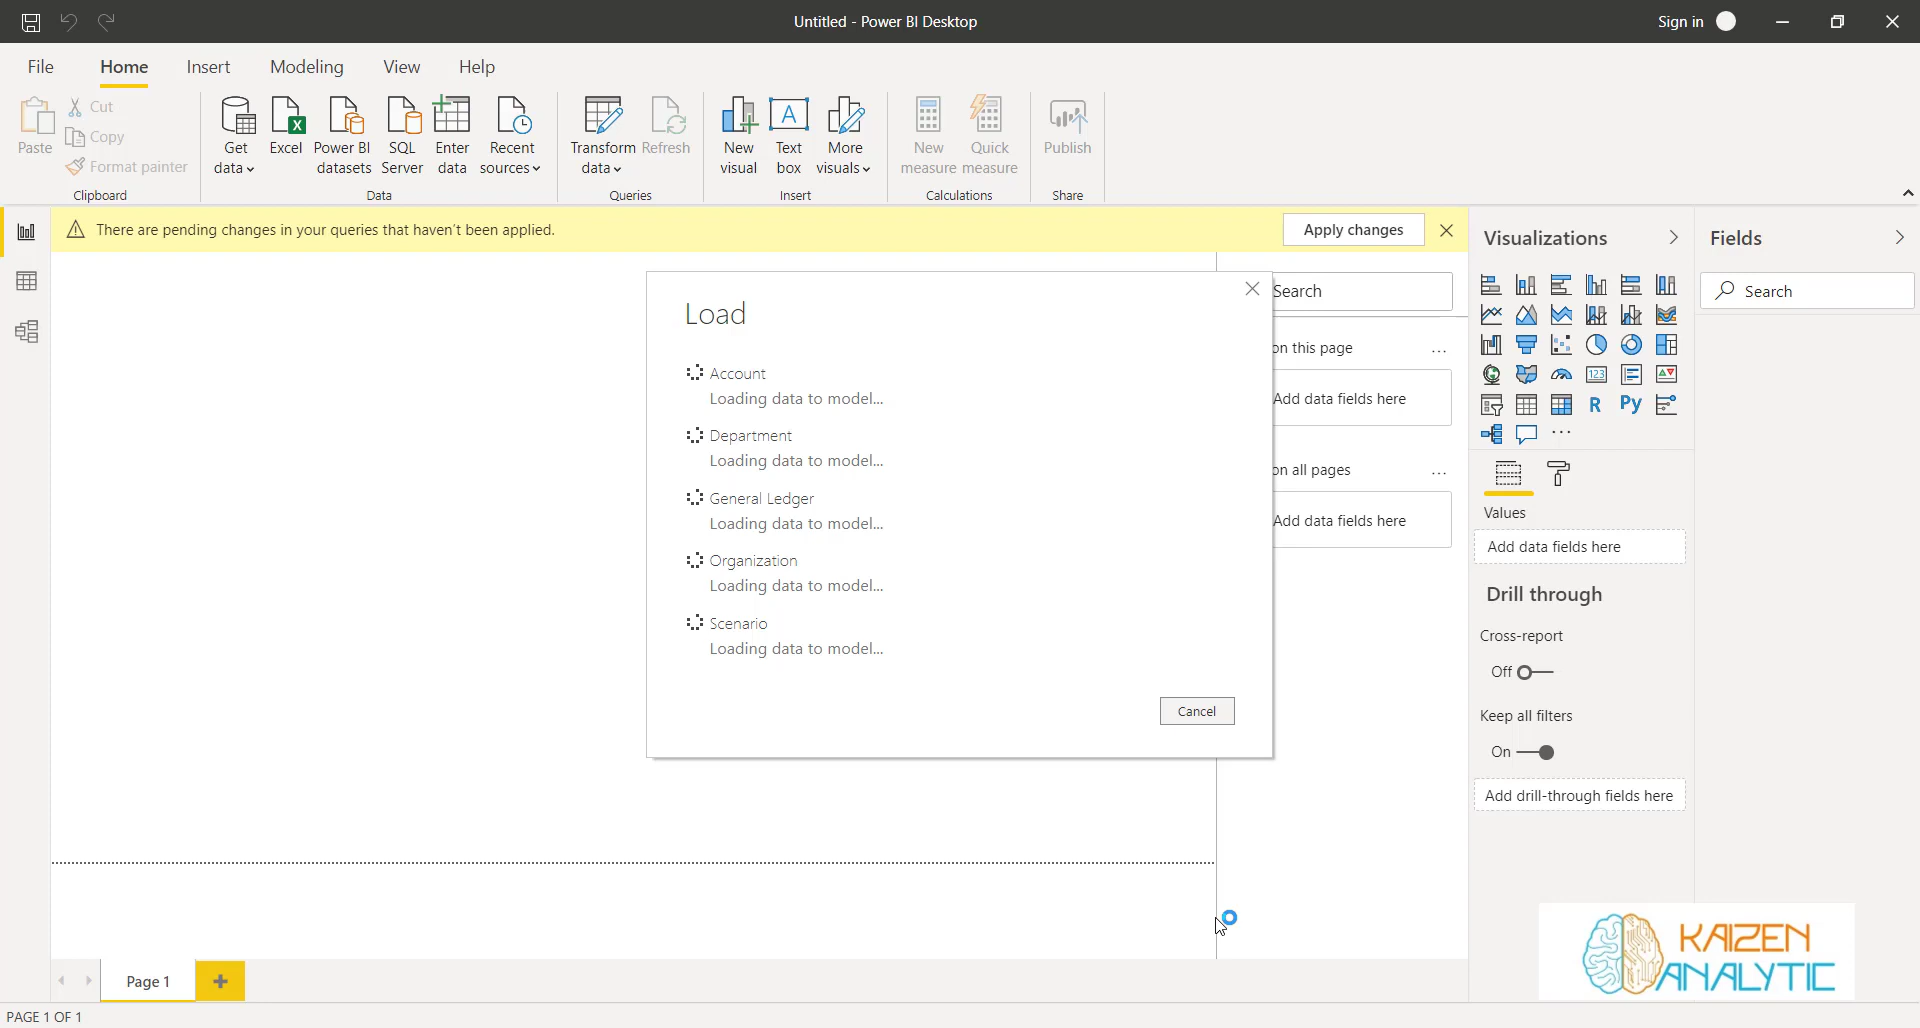 Untitled - Power BI Desktop
Sign in
File
Home
Insert
Modeling
View
Help
Paste
Cut
Copy
Format painter
Clipboard
Get
data
Excel
Power BI
datasets
SQL
Server
Enter
data
Recent
sources
Data
Transform
data
Refresh
Queries
New
visual
Text
box
More
visuals
Insert
New
measure
Quick
measure
Calculations
Publish
Share
There are pending changes in your queries that haven't been applied.
Apply changes
Load
Account
Loading data to model...
Department
Loading data to model...
General Ledger
Loading data to model...
Organization
Loading data to model...
Scenario
Loading data to model...
Cancel
Search
on this page
...
Add data fields here
on all pages
...
Add data fields here
Visualizations
123
R
Py
...
Values
Add data fields here
Drill through
Cross-report
Off
Keep all filters
On
Add drill-through fields here
Fields
Search
KAIZEN
ANALYTIC
Page 1
PAGE 1 OF 1